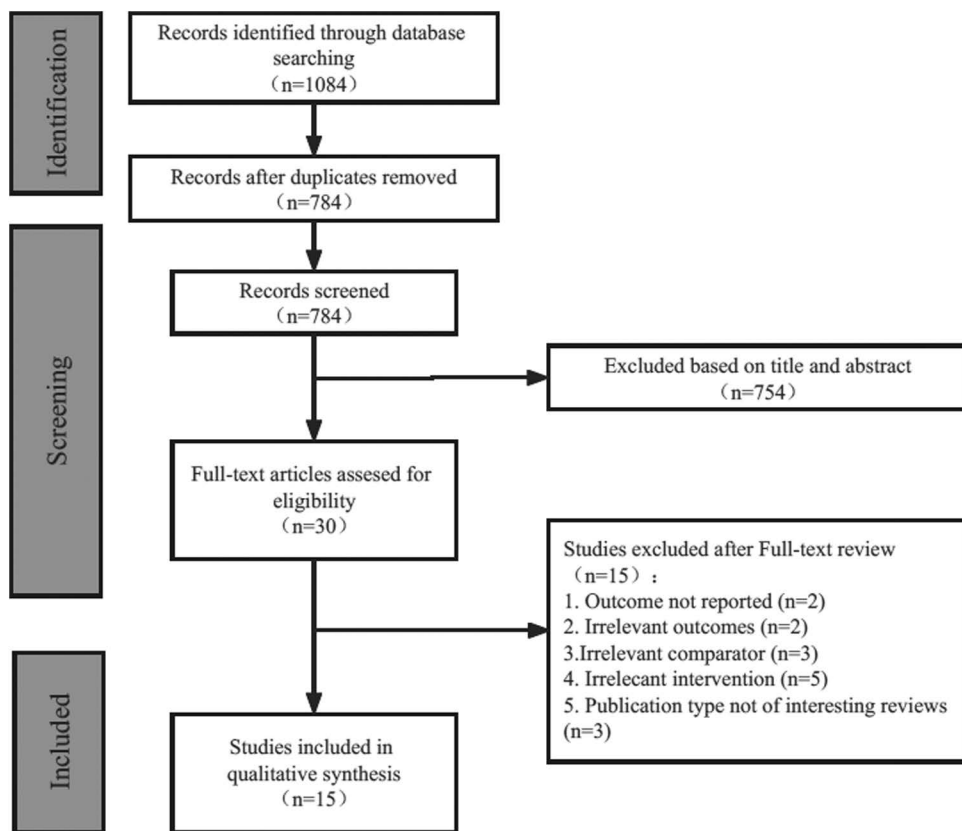 Identification
Records identified through database
searching
（n=1084）
Records after duplicates removed
（n=784）
Screening
Records screened
（n=784）
Excluded based on title and abstract
（n=754）
Full-text articles assesed for
eligibility
（n=30）
Studies excluded after Full-text review
（n=15）：
1. Outcome not reported (n=2)
2. Irrelevant outcomes (n=2)
3.Irrelevant comparator (n=3)
4. Irrelecant intervention (n=5)
5. Publication type not of interesting reviews
(n=3)
Included
Studies included in
qualitative synthesis
（n=15）